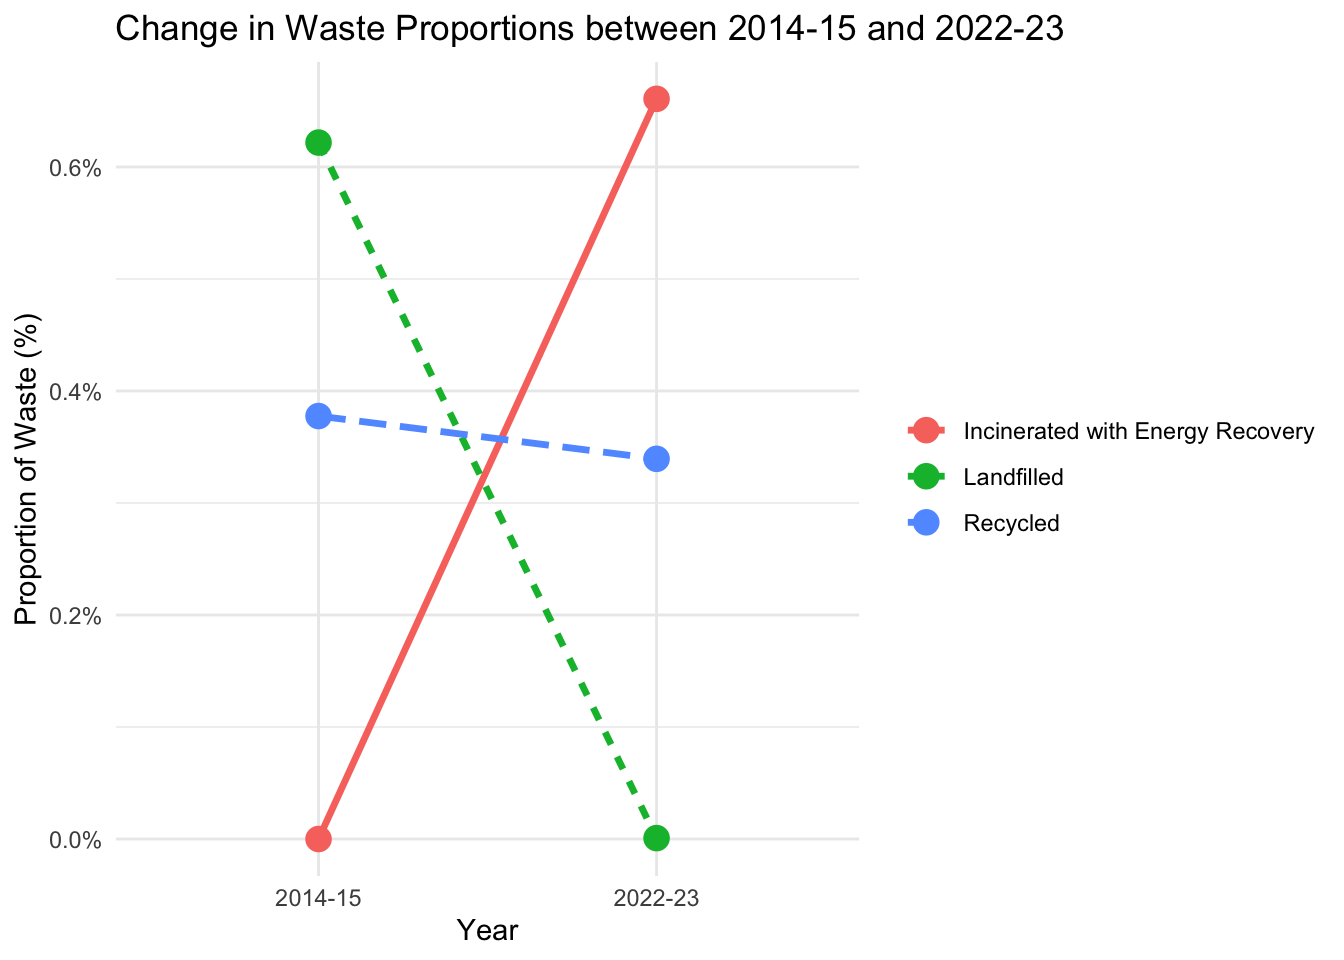 Change in Waste Proportions between 2014-15 and 2022-23
Proportion of Waste (%)
0.6%
0.4%
0.2%
0.0%
2014-15
2022-23
Year
Incinerated with Energy Recovery
Landfilled
Recycled